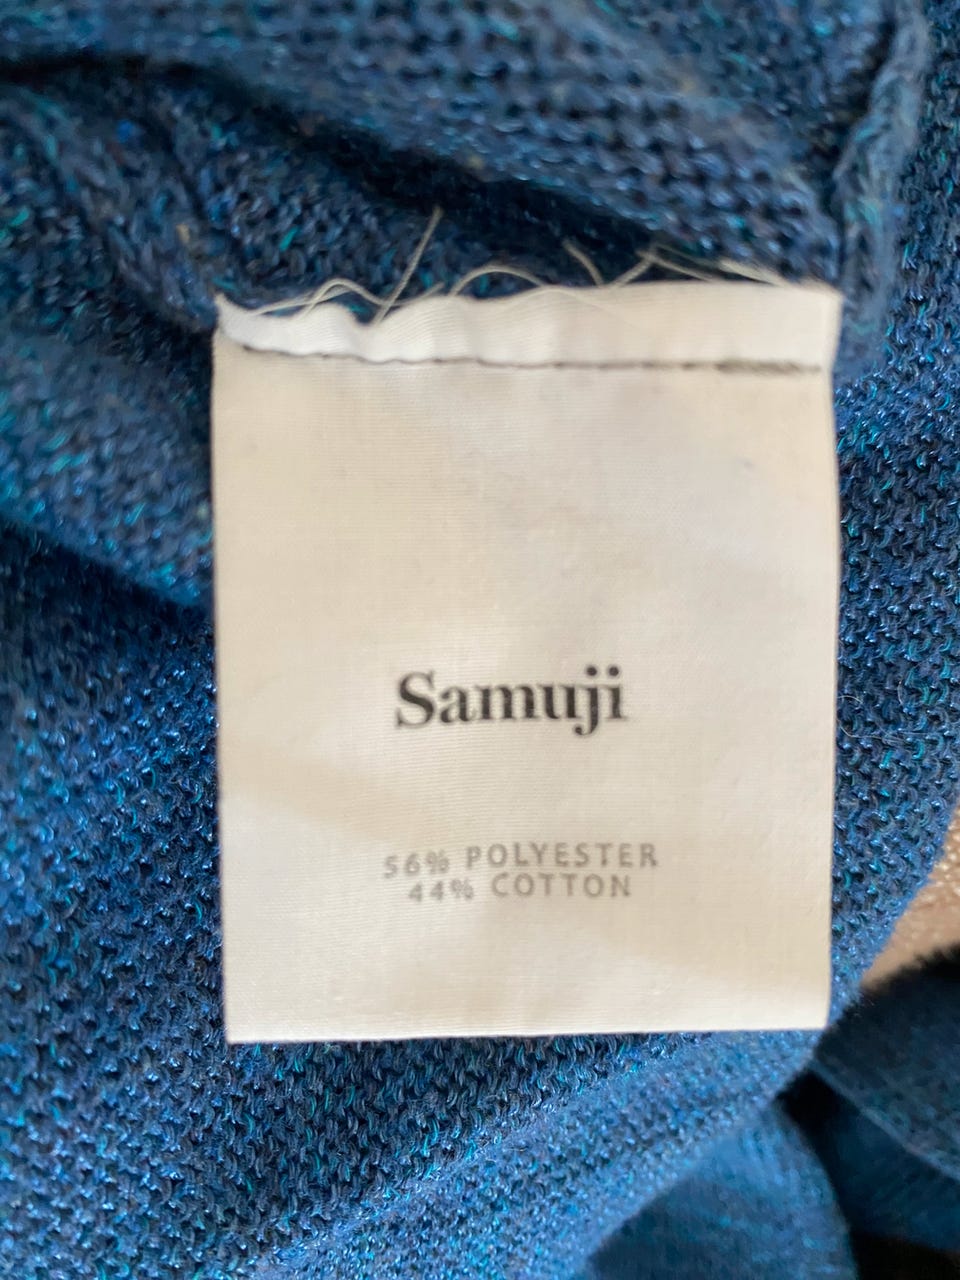 Samuji
56% POLYESTER
44% COTTON